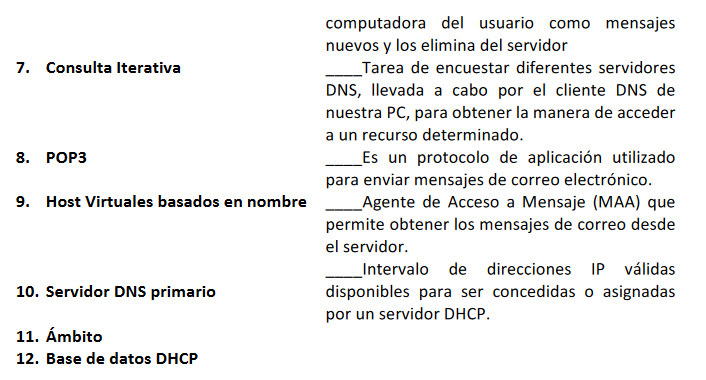 computadora del usuario como mensajes
nuevos y los elimina del servidor
7. Consulta Iterativa
____Tarea de encuestar diferentes servidores
DNS, llevada a cabo por el cliente DNS de
nuestra PC, para obtener la manera de acceder
a un recurso determinado.
8. POP3
____Es un protocolo de aplicación utilizado
para enviar mensajes de correo electrónico.
9. Host Virtuales basados en nombre
____Agente de Acceso a Mensaje (MAA) que
permite obtener los mensajes de correo desde
el servidor.
____Intervalo de direcciones IP válidas
10. Servidor DNS primario
disponibles para ser concedidas o asignadas
por un servidor DHCP.
11. Ámbito
12. Base de datos DHCP